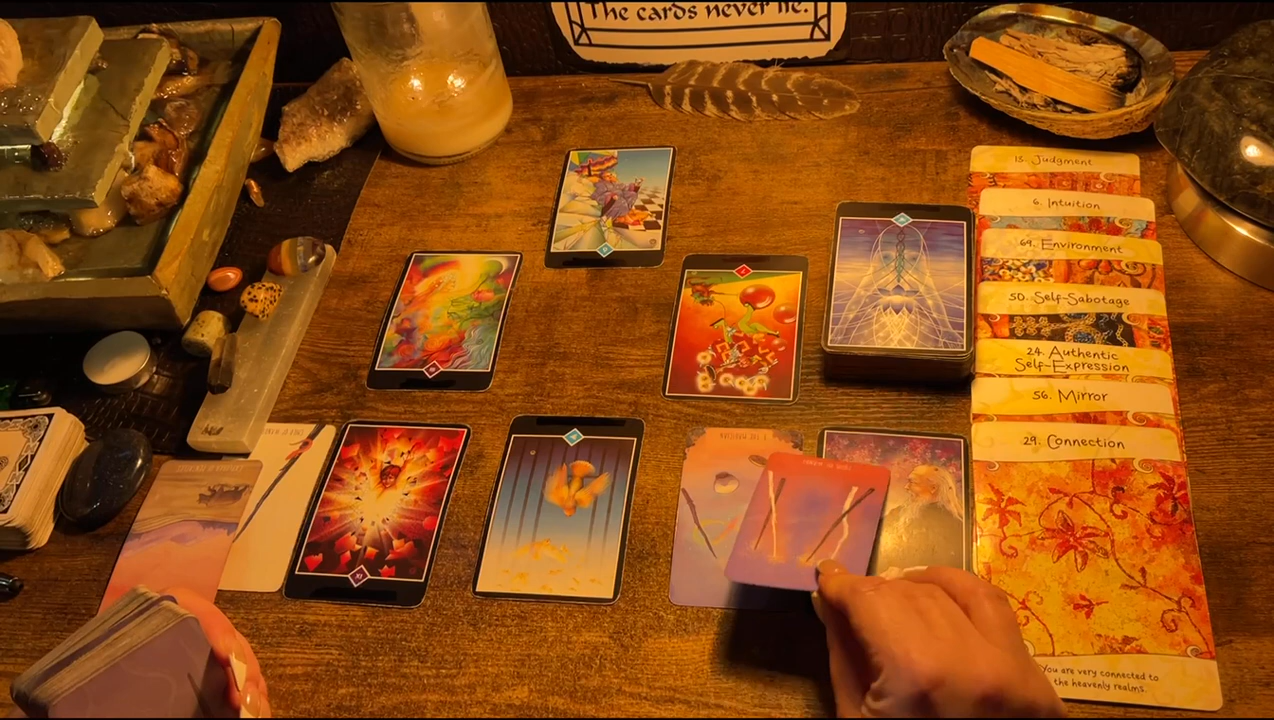 The cards never lie.
13. Judgment
6. Intuition
69. Environment
50. Self-Sabotage
24. Authentic
Self-Expression
56. Mirror
29. Connection
You are very connected to
the heavenly realms.